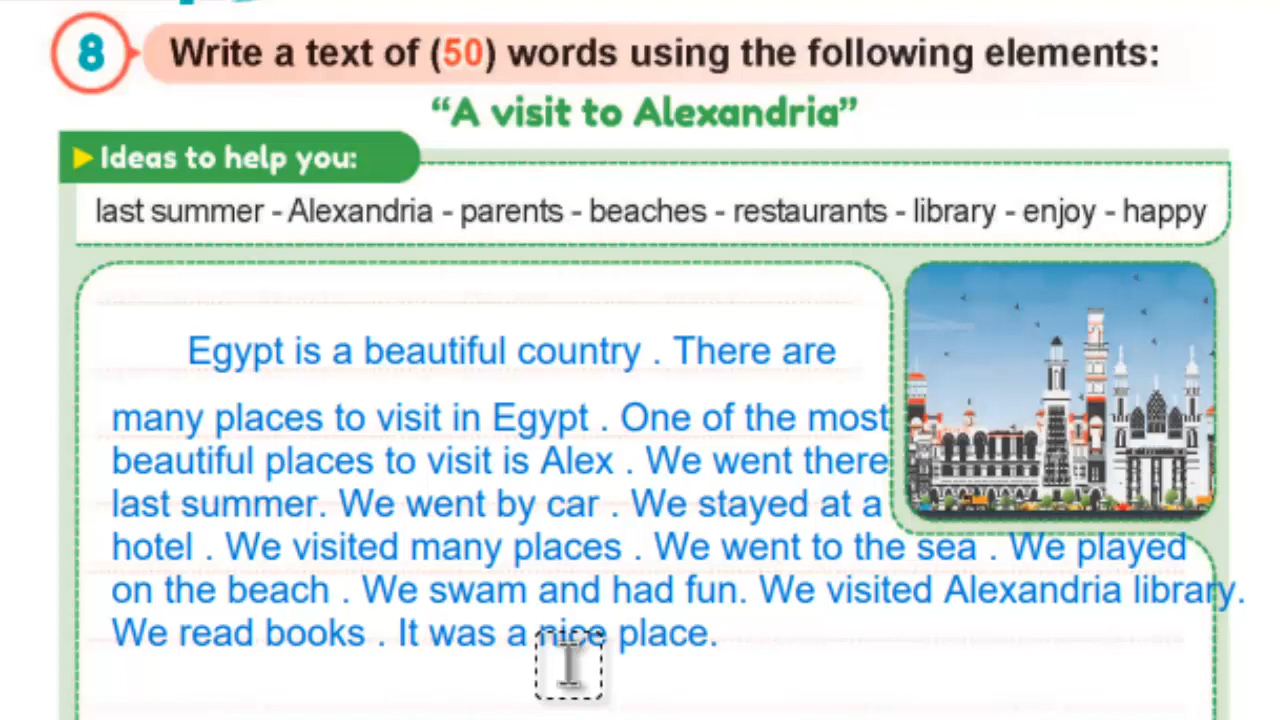 8 Write a text of (50) words using the following elements:
“A visit to Alexandria”
Ideas to help you:
last summer - Alexandria - parents - beaches - restaurants - library - enjoy - happy
Egypt is a beautiful country . There are
many places to visit in Egypt . One of the most
beautiful places to visit is Alex . We went there
last summer. We went by car . We stayed at a
hotel . We visited many places . We went to the sea . We played
on the beach . We swam and had fun. We visited Alexandria library.
We read books . It was a nice place.